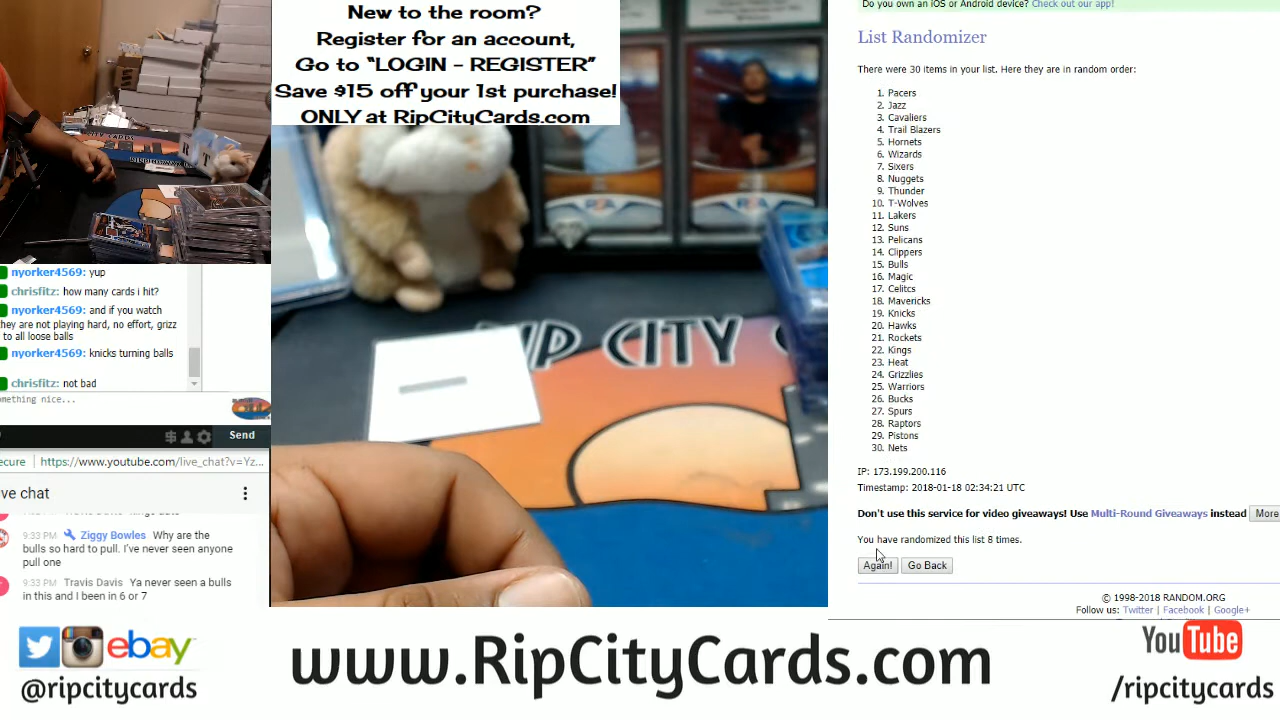 New to the room?
Register for an account,
Go to “LOGIN - REGISTER”
Save $15 off your 1st purchase!
ONLY at RipCityCards.com
Do you own an iOS or Android device? Check out our app!
List Randomizer
There were 30 items in your list. Here they are in random order:
1. Pacers
2. Jazz
3. Cavaliers
4. Trail Blazers
5. Hornets
6. Wizards
7. Sixers
8. Nuggets
9. Thunder
10. T-Wolves
11. Lakers
12. Suns
13. Pelicans
14. Clippers
15. Bulls
16. Magic
17. Celitcs
18. Mavericks
19. Knicks
20. Hawks
21. Rockets
22. Kings
23. Heat
24. Grizzlies
25. Warriors
26. Bucks
27. Spurs
28. Raptors
29. Pistons
30. Nets
IP: 173.199.200.116
Timestamp: 2018-01-18 02:34:21 UTC
Don't use this service for video giveaways! Use Multi-Round Giveaways instead More
You have randomized this list 8 times.
Again! Go Back
© 1998-2018 RANDOM.ORG
Follow us: Twitter | Facebook | Google+
nyorker4569: yup
chrisfitz: how many cards i hit?
nyorker4569: and if you watch
they are not playing hard, no effort, grizz
to all loose balls
nyorker4569: knicks turning balls
chrisfitz: not bad
omething nice...
Send
ecure https://www.youtube.com/live_chat?v=Yz...
ve chat
9:33 PM Ziggy Bowles Why are the
bulls so hard to pull. I've never seen anyone
pull one
9:33 PM Travis Davis Ya never seen a bulls
in this and I been in 6 or 7
RIP CITY C
ebay
@ripcitycards
www.RipCityCards.com
YouTube
/ripcitycards